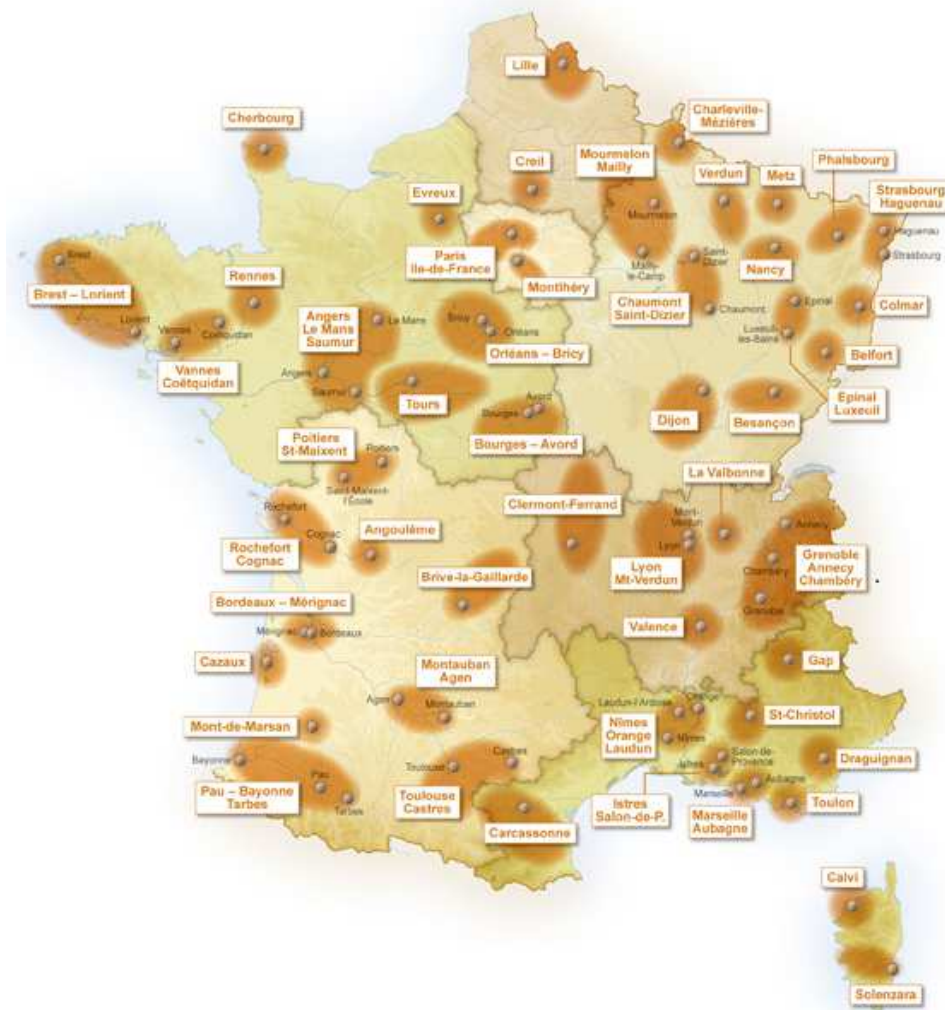 Lille
Charleville-
Mézières
Cherbourg
Creil
Mourmelon
Mailly
Verdun
Metz
Phalsbourg
Strasbourg
Haguenau
Evreux
Mourmelon
Haguenau
Strasbourg
Paris
Ile-de-France
Montlhéry
Mailly-
le-Camp
Saint-
Dizier
Nancy
Brest
Rennes
Brest – Lorient
Lorient
Vannes
Coëtquidan
Vannes
Coëtquidan
Angers
Le Mans
Saumur
Le Mans
Bricy
Orléans
Orléans – Bricy
Chaumont
Saint-Dizier
Chaumont
Epinal
Luxeuil-
les-Bains
Colmar
Belfort
Epinal
Luxeuil
Angers
Saumur
Tours
Avord
Bourges
Bourges – Avord
Dijon
Besançon
Poitiers
St-Maixent
Poitiers
Saint-Maixent-
l'École
Clermont-Ferrand
La Valbonne
Mont-
Verdun
Lyon
Lyon
Mt-Verdun
Annecy
Chambéry
Grenoble
Grenoble
Annecy
Chambéry
Rochefort
Cognac
Rochefort
Cognac
Angoulême
Brive-la-Gaillarde
Bordeaux – Mérignac
Mérignac
Bordeaux
Valence
Cazaux
Montauban
Agen
Agen
Montauban
Gap
Mont-de-Marsan
Laudun-l'Ardoise
Orange
Nîmes
Orange
Laudun
Nîmes
St-Christol
Bayonne
Pau
Tarbes
Pau – Bayonne
Tarbes
Toulouse
Castres
Toulouse
Castres
Carcassonne
Istres
Salon-de-
Provence
Istres
Salon-de-P.
Marseille
Aubagne
Marseille
Aubagne
Draguignan
Toulon
Calvi
Solenzara